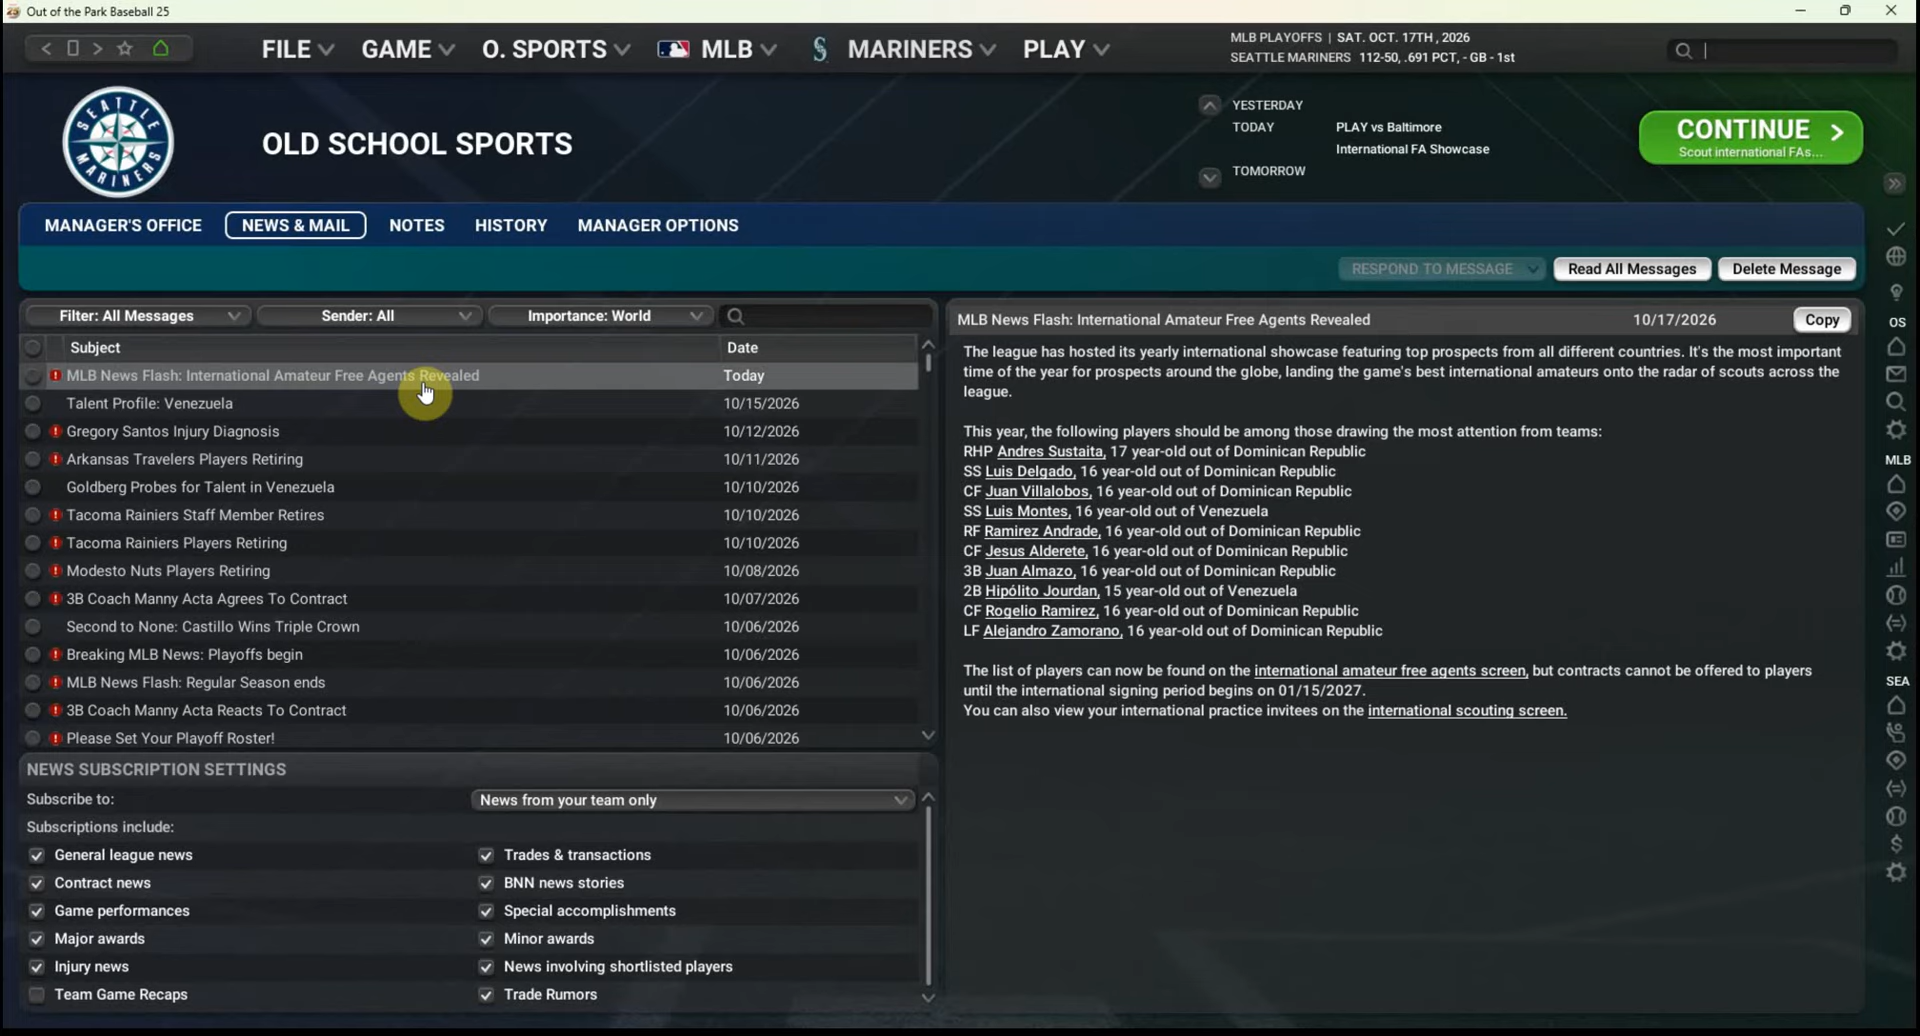 Out of the Park Baseball 25
FILE
GAME
O. SPORTS
MLB
MARINERS
PLAY
MLB PLAYOFFS | SAT. OCT. 17TH, 2026
SEATTLE MARINERS 112-50, .691 PCT, - GB - 1st
SEATTLE MARINERS
OLD SCHOOL SPORTS
YESTERDAY
TODAY
PLAY vs Baltimore
International FA Showcase
TOMORROW
CONTINUE
Scout international FAs...
MANAGER'S OFFICE
NEWS & MAIL
NOTES
HISTORY
MANAGER OPTIONS
RESPOND TO MESSAGE
Read All Messages
Delete Message
Filter: All Messages
Sender: All
Importance: World
Subject
Date
MLB News Flash: International Amateur Free Agents Revealed
Today
Talent Profile: Venezuela
10/15/2026
Gregory Santos Injury Diagnosis
10/12/2026
Arkansas Travelers Players Retiring
10/11/2026
Goldberg Probes for Talent in Venezuela
10/10/2026
Tacoma Rainiers Staff Member Retires
10/10/2026
Tacoma Rainiers Players Retiring
10/10/2026
Modesto Nuts Players Retiring
10/08/2026
3B Coach Manny Acta Agrees To Contract
10/07/2026
Second to None: Castillo Wins Triple Crown
10/06/2026
Breaking MLB News: Playoffs begin
10/06/2026
MLB News Flash: Regular Season ends
10/06/2026
3B Coach Manny Acta Reacts To Contract
10/06/2026
Please Set Your Playoff Roster!
10/06/2026
MLB News Flash: International Amateur Free Agents Revealed
10/17/2026
Copy
The league has hosted its yearly international showcase featuring top prospects from all different countries. It's the most important
time of the year for prospects around the globe, landing the game's best international amateurs onto the radar of scouts across the
league.
This year, the following players should be among those drawing the most attention from teams:
RHP Andres Sustaita, 17 year-old out of Dominican Republic
SS Luis Delgado, 16 year-old out of Dominican Republic
CF Juan Villalobos, 16 year-old out of Dominican Republic
SS Luis Montes, 16 year-old out of Venezuela
RF Ramirez Andrade, 16 year-old out of Dominican Republic
CF Jesus Alderete, 16 year-old out of Dominican Republic
3B Juan Almazo, 16 year-old out of Dominican Republic
2B Hipólito Jourdan, 15 year-old out of Venezuela
CF Rogelio Ramirez, 16 year-old out of Dominican Republic
LF Alejandro Zamorano, 16 year-old out of Dominican Republic
The list of players can now be found on the international amateur free agents screen, but contracts cannot be offered to players
until the international signing period begins on 01/15/2027.
You can also view your international practice invitees on the international scouting screen.
NEWS SUBSCRIPTION SETTINGS
Subscribe to:
News from your team only
Subscriptions include:
General league news
Trades & transactions
Contract news
BNN news stories
Game performances
Special accomplishments
Major awards
Minor awards
Injury news
News involving shortlisted players
Team Game Recaps
Trade Rumors
OS
MLB
SEA